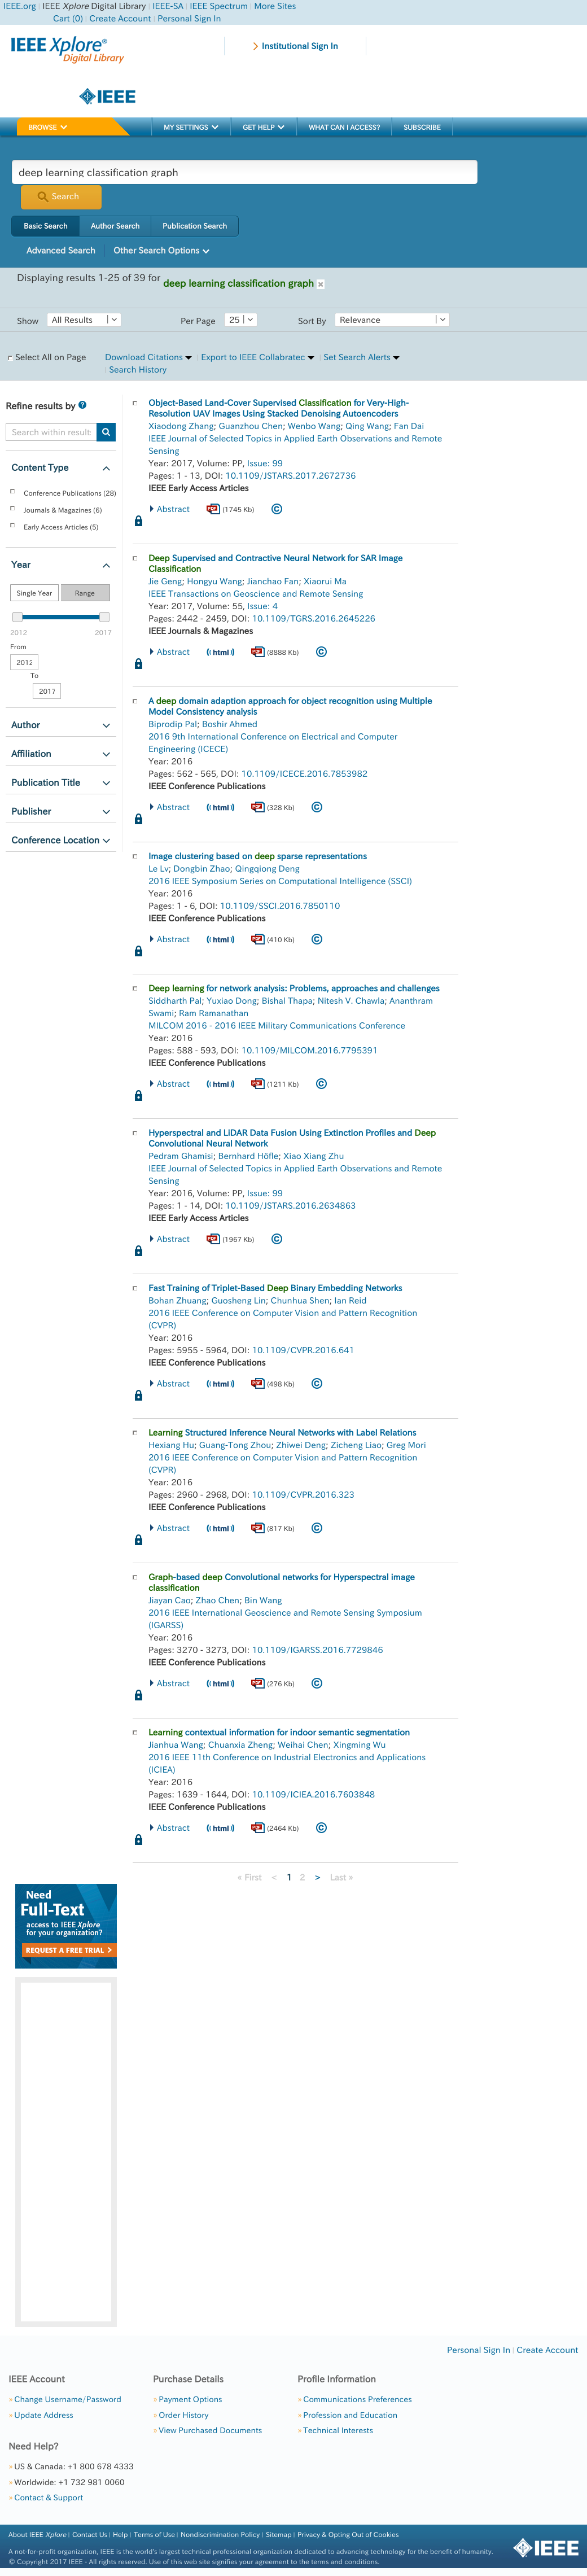 IEEE.org | IEEE Xplore Digital Library | IEEE-SA | IEEE Spectrum | More Sites
Cart (0) | Create Account | Personal Sign In
IEEE Xplore®
Digital Library
Institutional Sign In
IEEE
BROWSE
MY SETTINGS
GET HELP
WHAT CAN I ACCESS?
SUBSCRIBE
deep learning classification graph
Search
Basic Search
Author Search
Publication Search
Advanced Search
Other Search Options
Displaying results 1-25 of 39 for deep learning classification graph
Show All Results
Per Page 25
Sort By Relevance
Select All on Page
Download Citations | Export to IEEE Collabratec | Set Search Alerts
| Search History
Refine results by
Search within result
Content Type
Conference Publications (28)
Journals & Magazines (6)
Early Access Articles (5)
Year
Single Year
Range
2012
2017
From
2012
To
2017
Author
Affiliation
Publication Title
Publisher
Conference Location
Object-Based Land-Cover Supervised Classification for Very-High-
Resolution UAV Images Using Stacked Denoising Autoencoders
Xiaodong Zhang; Guanzhou Chen; Wenbo Wang; Qing Wang; Fan Dai
IEEE Journal of Selected Topics in Applied Earth Observations and Remote
Sensing
Year: 2017, Volume: PP, Issue: 99
Pages: 1 - 13, DOI: 10.1109/JSTARS.2017.2672736
IEEE Early Access Articles
Abstract PDF (1745 Kb) ©
Deep Supervised and Contractive Neural Network for SAR Image
Classification
Jie Geng; Hongyu Wang; Jianchao Fan; Xiaorui Ma
IEEE Transactions on Geoscience and Remote Sensing
Year: 2017, Volume: 55, Issue: 4
Pages: 2442 - 2459, DOI: 10.1109/TGRS.2016.2645226
IEEE Journals & Magazines
Abstract ((html)) PDF (8888 Kb) ©
A deep domain adaption approach for object recognition using Multiple
Model Consistency analysis
Biprodip Pal; Boshir Ahmed
2016 9th International Conference on Electrical and Computer
Engineering (ICECE)
Year: 2016
Pages: 562 - 565, DOI: 10.1109/ICECE.2016.7853982
IEEE Conference Publications
Abstract ((html)) PDF (328 Kb) ©
Image clustering based on deep sparse representations
Le Lv; Dongbin Zhao; Qingqiong Deng
2016 IEEE Symposium Series on Computational Intelligence (SSCI)
Year: 2016
Pages: 1 - 6, DOI: 10.1109/SSCI.2016.7850110
IEEE Conference Publications
Abstract ((html)) PDF (410 Kb) ©
Deep learning for network analysis: Problems, approaches and challenges
Siddharth Pal; Yuxiao Dong; Bishal Thapa; Nitesh V. Chawla; Ananthram
Swami; Ram Ramanathan
MILCOM 2016 - 2016 IEEE Military Communications Conference
Year: 2016
Pages: 588 - 593, DOI: 10.1109/MILCOM.2016.7795391
IEEE Conference Publications
Abstract ((html)) PDF (1211 Kb) ©
Hyperspectral and LiDAR Data Fusion Using Extinction Profiles and Deep
Convolutional Neural Network
Pedram Ghamisi; Bernhard Höfle; Xiao Xiang Zhu
IEEE Journal of Selected Topics in Applied Earth Observations and Remote
Sensing
Year: 2016, Volume: PP, Issue: 99
Pages: 1 - 14, DOI: 10.1109/JSTARS.2016.2634863
IEEE Early Access Articles
Abstract PDF (1967 Kb) ©
Fast Training of Triplet-Based Deep Binary Embedding Networks
Bohan Zhuang; Guosheng Lin; Chunhua Shen; Ian Reid
2016 IEEE Conference on Computer Vision and Pattern Recognition
(CVPR)
Year: 2016
Pages: 5955 - 5964, DOI: 10.1109/CVPR.2016.641
IEEE Conference Publications
Abstract ((html)) PDF (498 Kb) ©
Learning Structured Inference Neural Networks with Label Relations
Hexiang Hu; Guang-Tong Zhou; Zhiwei Deng; Zicheng Liao; Greg Mori
2016 IEEE Conference on Computer Vision and Pattern Recognition
(CVPR)
Year: 2016
Pages: 2960 - 2968, DOI: 10.1109/CVPR.2016.323
IEEE Conference Publications
Abstract ((html)) PDF (817 Kb) ©
Graph-based deep Convolutional networks for Hyperspectral image
classification
Jiayan Cao; Zhao Chen; Bin Wang
2016 IEEE International Geoscience and Remote Sensing Symposium
(IGARSS)
Year: 2016
Pages: 3270 - 3273, DOI: 10.1109/IGARSS.2016.7729846
IEEE Conference Publications
Abstract ((html)) PDF (276 Kb) ©
Learning contextual information for indoor semantic segmentation
Jianhua Wang; Chuanxia Zheng; Weihai Chen; Xingming Wu
2016 IEEE 11th Conference on Industrial Electronics and Applications
(ICIEA)
Year: 2016
Pages: 1639 - 1644, DOI: 10.1109/ICIEA.2016.7603848
IEEE Conference Publications
Abstract ((html)) PDF (2464 Kb) ©
« First < 1 2 > Last »
Need
Full-Text
access to IEEE Xplore
for your organization?
REQUEST A FREE TRIAL >
Personal Sign In | Create Account
IEEE Account
» Change Username/Password
» Update Address
Purchase Details
» Payment Options
» Order History
» View Purchased Documents
Profile Information
» Communications Preferences
» Profession and Education
» Technical Interests
Need Help?
» US & Canada: +1 800 678 4333
» Worldwide: +1 732 981 0060
» Contact & Support
About IEEE Xplore | Contact Us | Help | Terms of Use | Nondiscrimination Policy | Sitemap | Privacy & Opting Out of Cookies
A not-for-profit organization, IEEE is the world's largest technical professional organization dedicated to advancing technology for the benefit of humanity.
© Copyright 2017 IEEE - All rights reserved. Use of this web site signifies your agreement to the terms and conditions.
IEEE